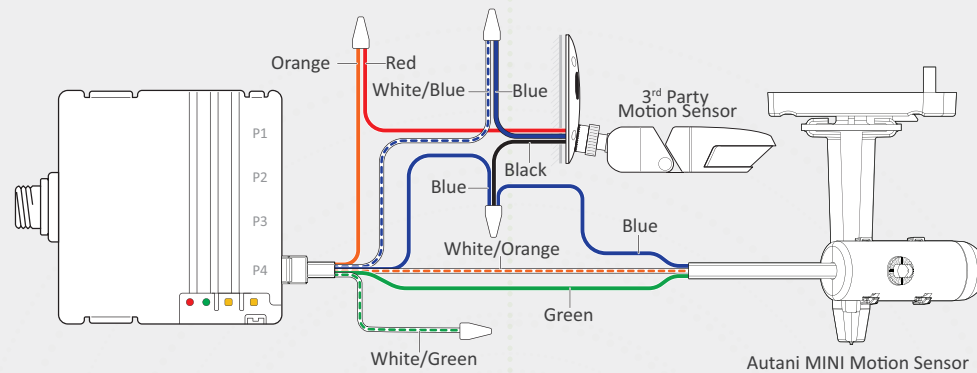 Orange
Red
White/Blue
Blue
3rd Party
Motion Sensor
P1
P2
P3
P4
Black
Blue
White/Orange
Blue
Green
White/Green
Autani MINI Motion Sensor